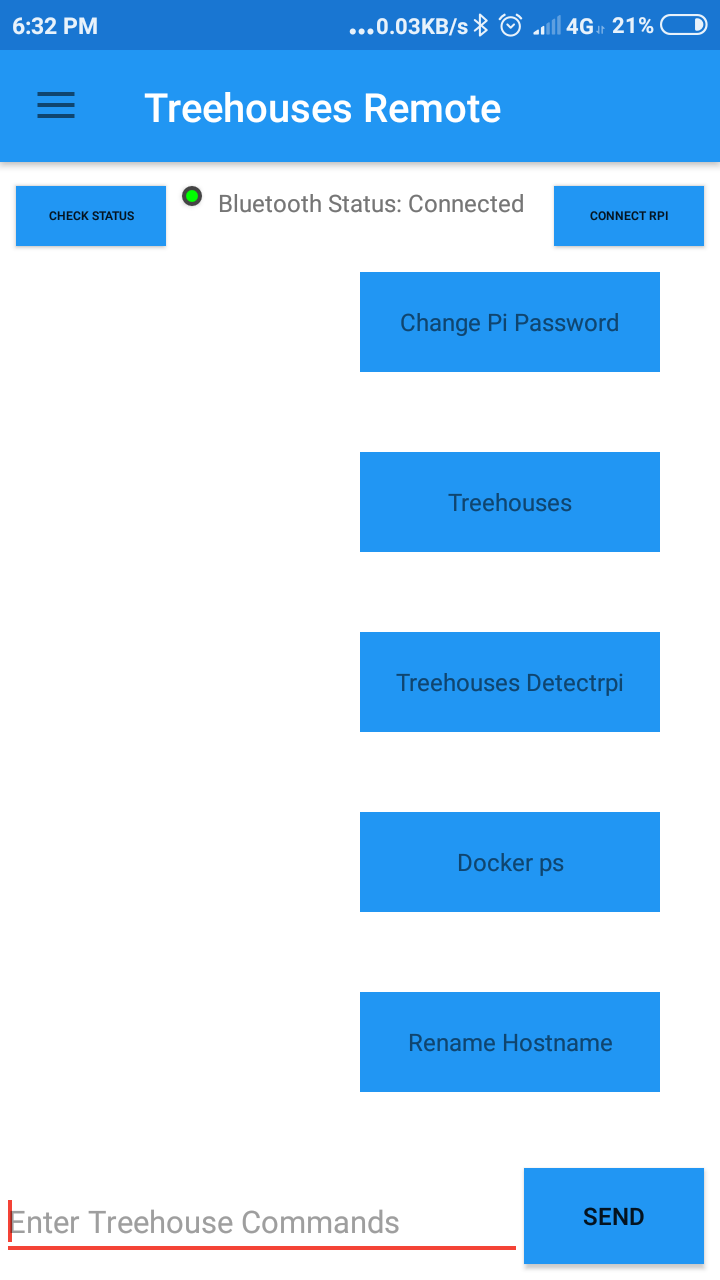 6:32 PM ...0.03KB/s 4G 21%
Treehouses Remote
CHECK STATUS Bluetooth Status: Connected CONNECT RPI
Change Pi Password
Treehouses
Treehouses Detectrpi
Docker ps
Rename Hostname
Enter Treehouse Commands SEND